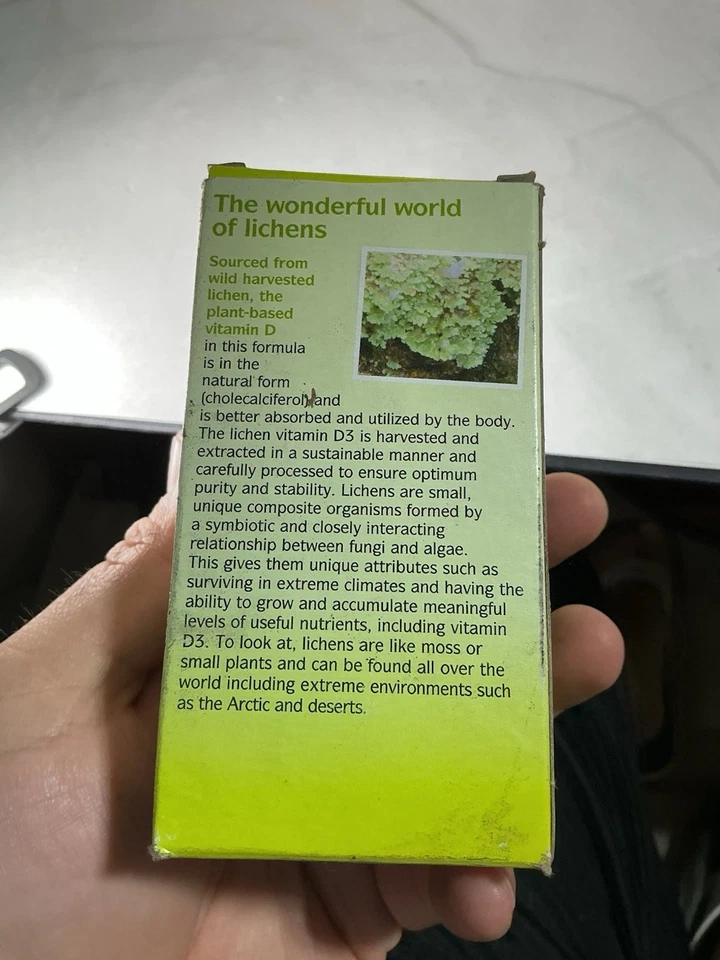 The wonderful world
of lichens
Sourced from
wild harvested
lichen, the
plant-based
vitamin D
in this formula
is in the
natural form
(cholecalciferol) and
is better absorbed and utilized by the body.
The lichen vitamin D3 is harvested and
extracted in a sustainable manner and
carefully processed to ensure optimum
purity and stability. Lichens are small,
unique composite organisms formed by
a symbiotic and closely interacting
relationship between fungi and algae.
This gives them unique attributes such as
surviving in extreme climates and having the
ability to grow and accumulate meaningful
levels of useful nutrients, including vitamin
D3. To look at, lichens are like moss or
small plants and can be found all over the
world including extreme environments such
as the Arctic and deserts.